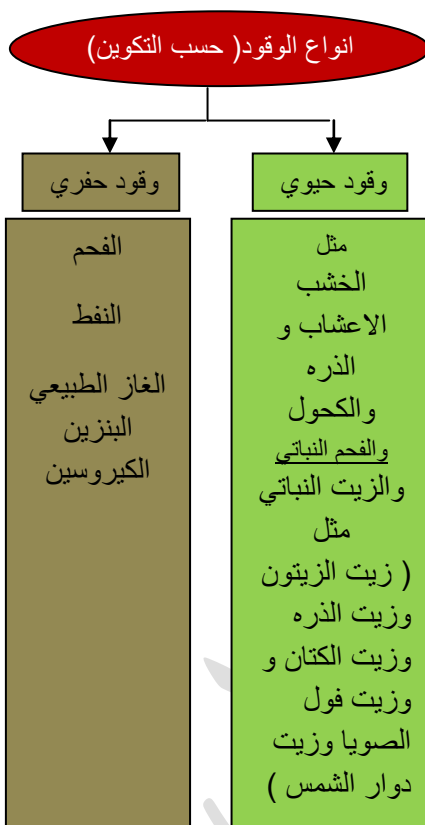 انواع الوقود( حسب التكوين)
وقود حيوي
مثل
الخشب
الاعشاب و
الذره
والكحول
والفحم النباتي
والزيت النباتي
مثل
( زيت الزيتون
وزيت الذره
وزيت الكتان و
وزيت فول
الصويا وزيت
دوار الشمس )
وقود حفري
الفحم
النفط
الغاز الطبيعي
البنزين
الكيروسين